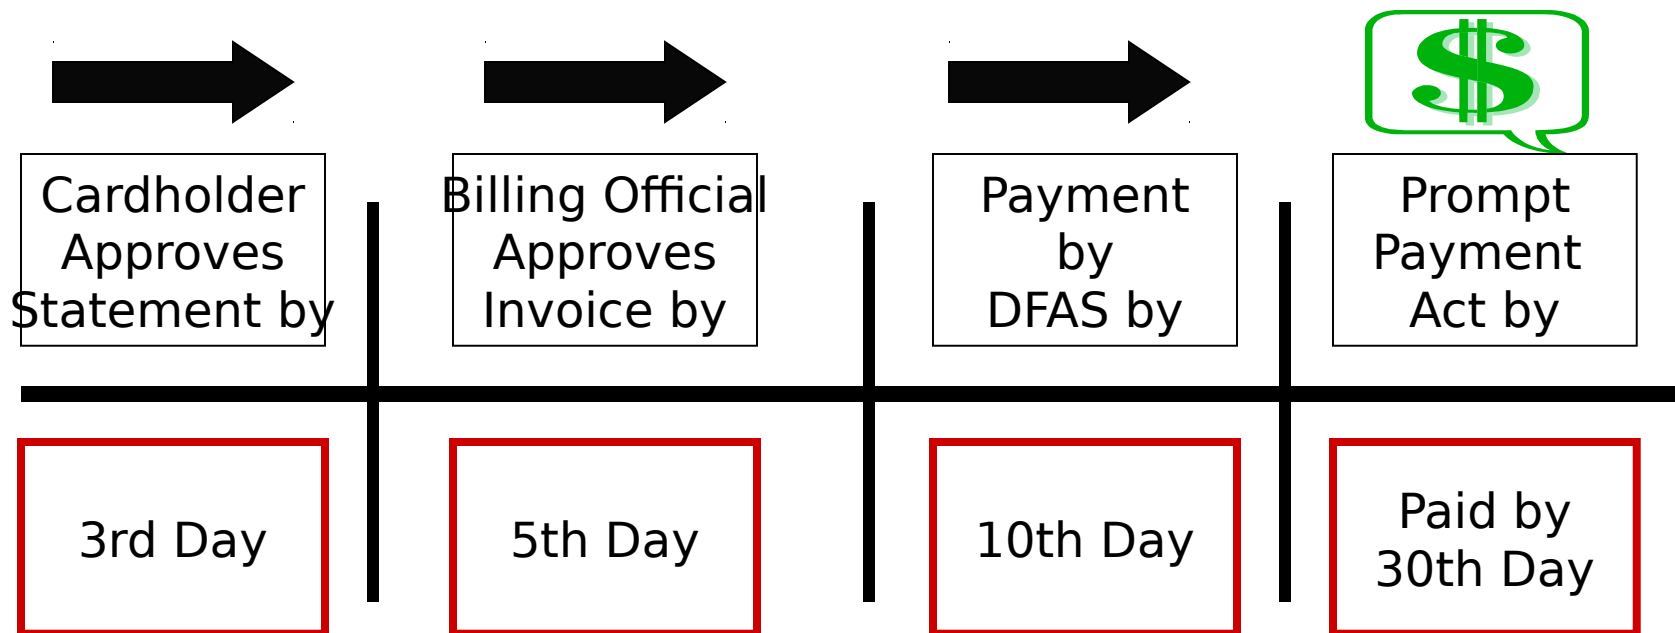 $
Cardholder
Approves
Statement by
Billing Official
Approves
Invoice by
Payment
by
DFAS by
Prompt
Payment
Act by
3rd Day
5th Day
10th Day
Paid by
30th Day